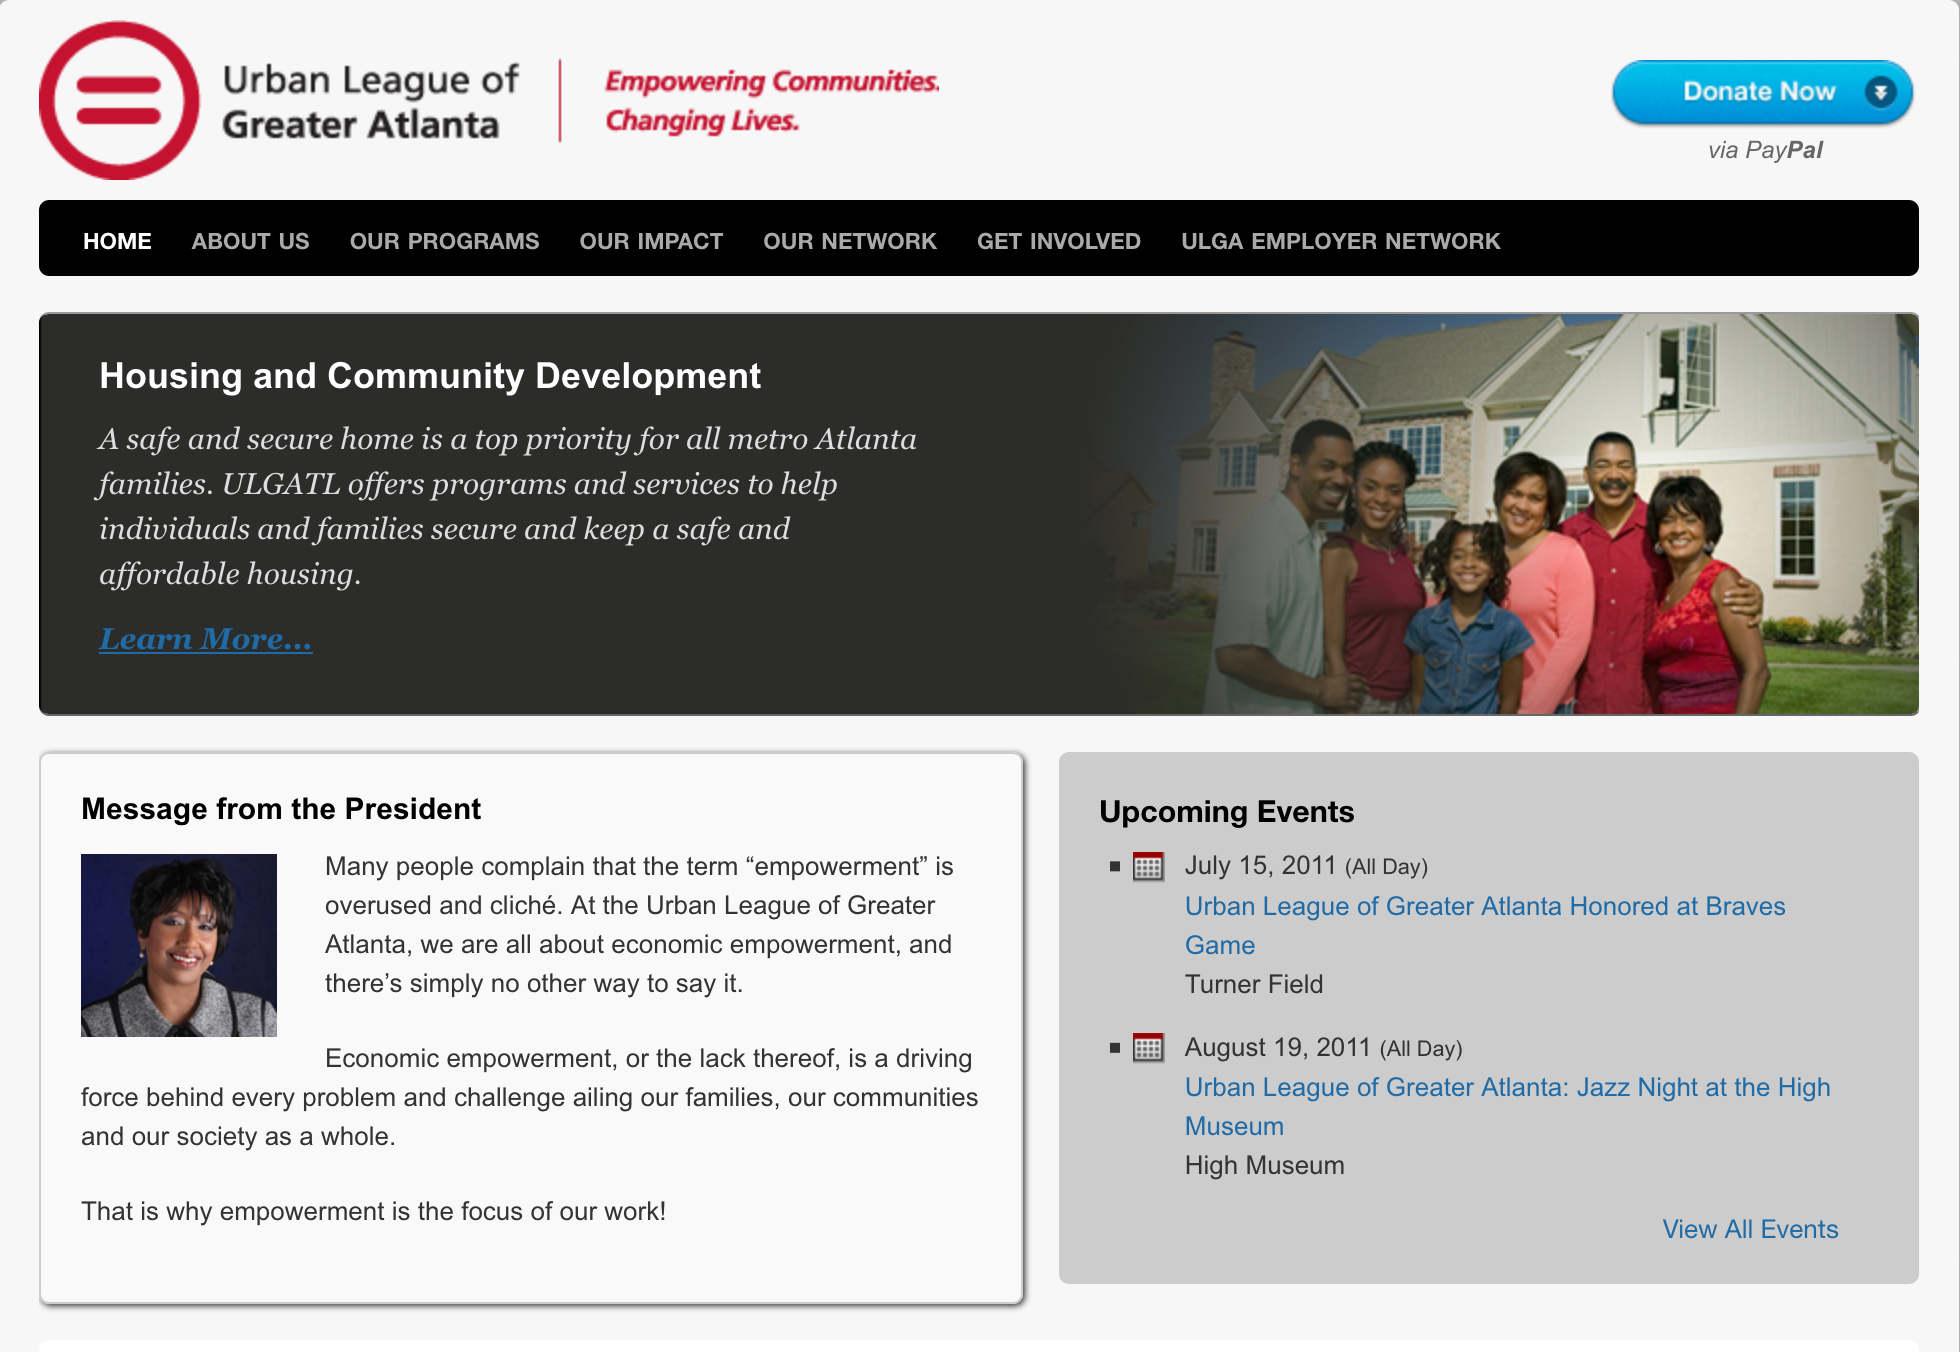 Urban League of
Greater Atlanta
Empowering Communities.
Changing Lives.
Donate Now
via PayPal
HOME ABOUT US OUR PROGRAMS OUR IMPACT OUR NETWORK GET INVOLVED ULGA EMPLOYER NETWORK
Housing and Community Development
A safe and secure home is a top priority for all metro Atlanta
families. ULGATL offers programs and services to help
individuals and families secure and keep a safe and
affordable housing.
Learn More...
Message from the President
Many people complain that the term “empowerment” is
overused and cliché. At the Urban League of Greater
Atlanta, we are all about economic empowerment, and
there’s simply no other way to say it.
Economic empowerment, or the lack thereof, is a driving
force behind every problem and challenge ailing our families, our communities
and our society as a whole.
That is why empowerment is the focus of our work!
Upcoming Events
July 15, 2011 (All Day)
Urban League of Greater Atlanta Honored at Braves
Game
Turner Field
August 19, 2011 (All Day)
Urban League of Greater Atlanta: Jazz Night at the High
Museum
High Museum
View All Events